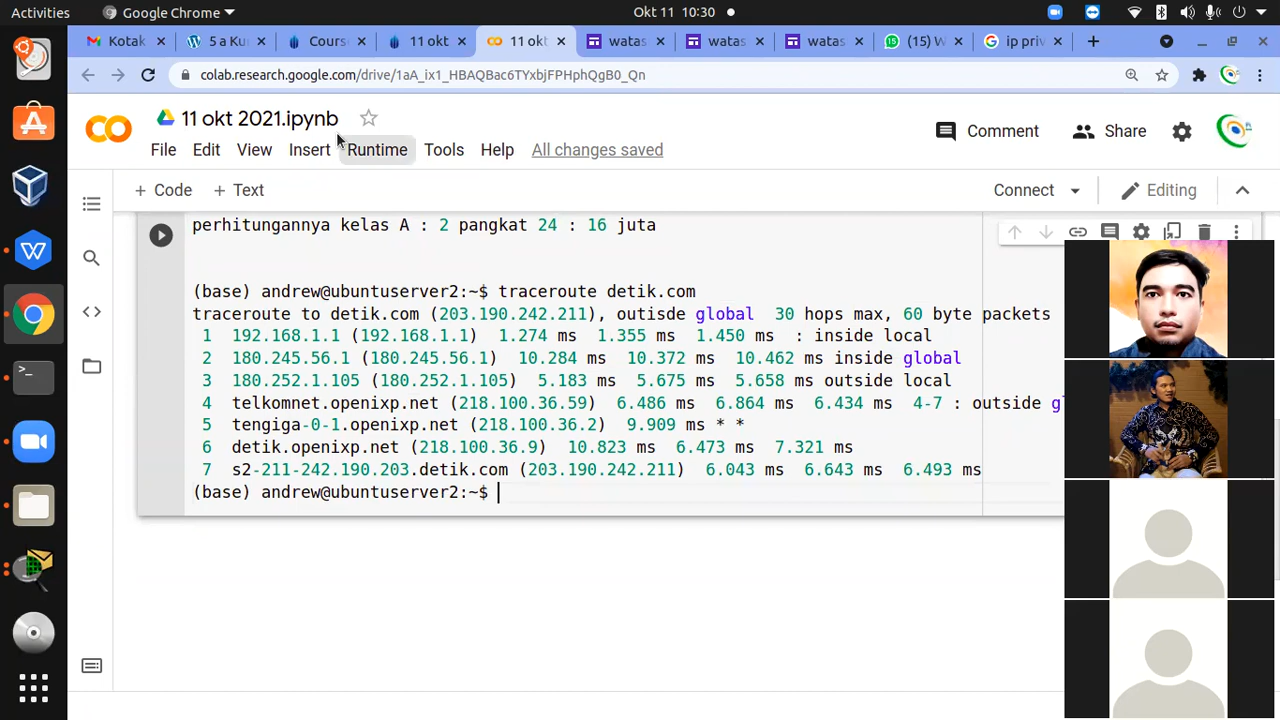 Activities
Google Chrome
Okt 11 10:30
Kotak
5 a Ku
Cours
11 okt
11 okt
watas
watas
watas
(15) W
ip priv
colab.research.google.com/drive/1aA_ix1_HBAQBac6TYxbjFPHphQgB0_Qn
11 okt 2021.ipynb
Comment
Share
File
Edit
View
Insert
Runtime
Tools
Help
All changes saved
+ Code
+ Text
Connect
Editing
perhitungannya kelas A : 2 pangkat 24 : 16 juta
(base) andrew@ubuntuserver2:~$ traceroute detik.com
traceroute to detik.com (203.190.242.211), outisde global 30 hops max, 60 byte packets
1 192.168.1.1 (192.168.1.1) 1.274 ms 1.355 ms 1.450 ms : inside local
2 180.245.56.1 (180.245.56.1) 10.284 ms 10.372 ms 10.462 ms inside global
3 180.252.1.105 (180.252.1.105) 5.183 ms 5.675 ms 5.658 ms outside local
4 telkomnet.openixp.net (218.100.36.59) 6.486 ms 6.864 ms 6.434 ms 4-7 : outside gl
5 tengiga-0-1.openixp.net (218.100.36.2) 9.909 ms * *
6 detik.openixp.net (218.100.36.9) 10.823 ms 6.473 ms 7.321 ms
7 s2-211-242.190.203.detik.com (203.190.242.211) 6.043 ms 6.643 ms 6.493 ms
(base) andrew@ubuntuserver2:~$